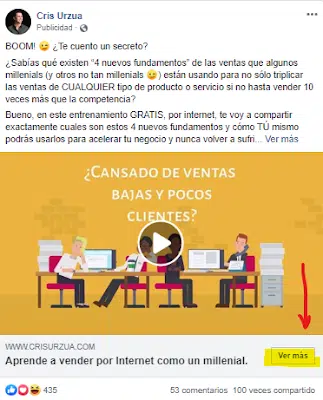 Cris Urzua
Publicidad ·
BOOM! 😉 ¿Te cuento un secreto?
¿Sabías qué existen “4 nuevos fundamentos” de las ventas que algunos
millenials (y otros no tan millenials 😉) están usando para no sólo triplicar
las ventas de CUALQUIER tipo de producto o servicio si no hasta vender 10
veces más que la competencia?
Bueno, en este entrenamiento GRATIS, por internet, te voy a compartir
exactamente cuales son estos 4 nuevos fundamentos y cómo TÚ mismo
podrás usarlos para acelerar tu negocio y nunca volver a sufri... Ver más
¿CANSADO DE VENTAS
BAJAS Y POCOS
CLIENTES?
WWW.CRISURZUA.COM
Aprende a vender por Internet como un millenial.
Ver más
435
53 comentarios 100 veces compartido